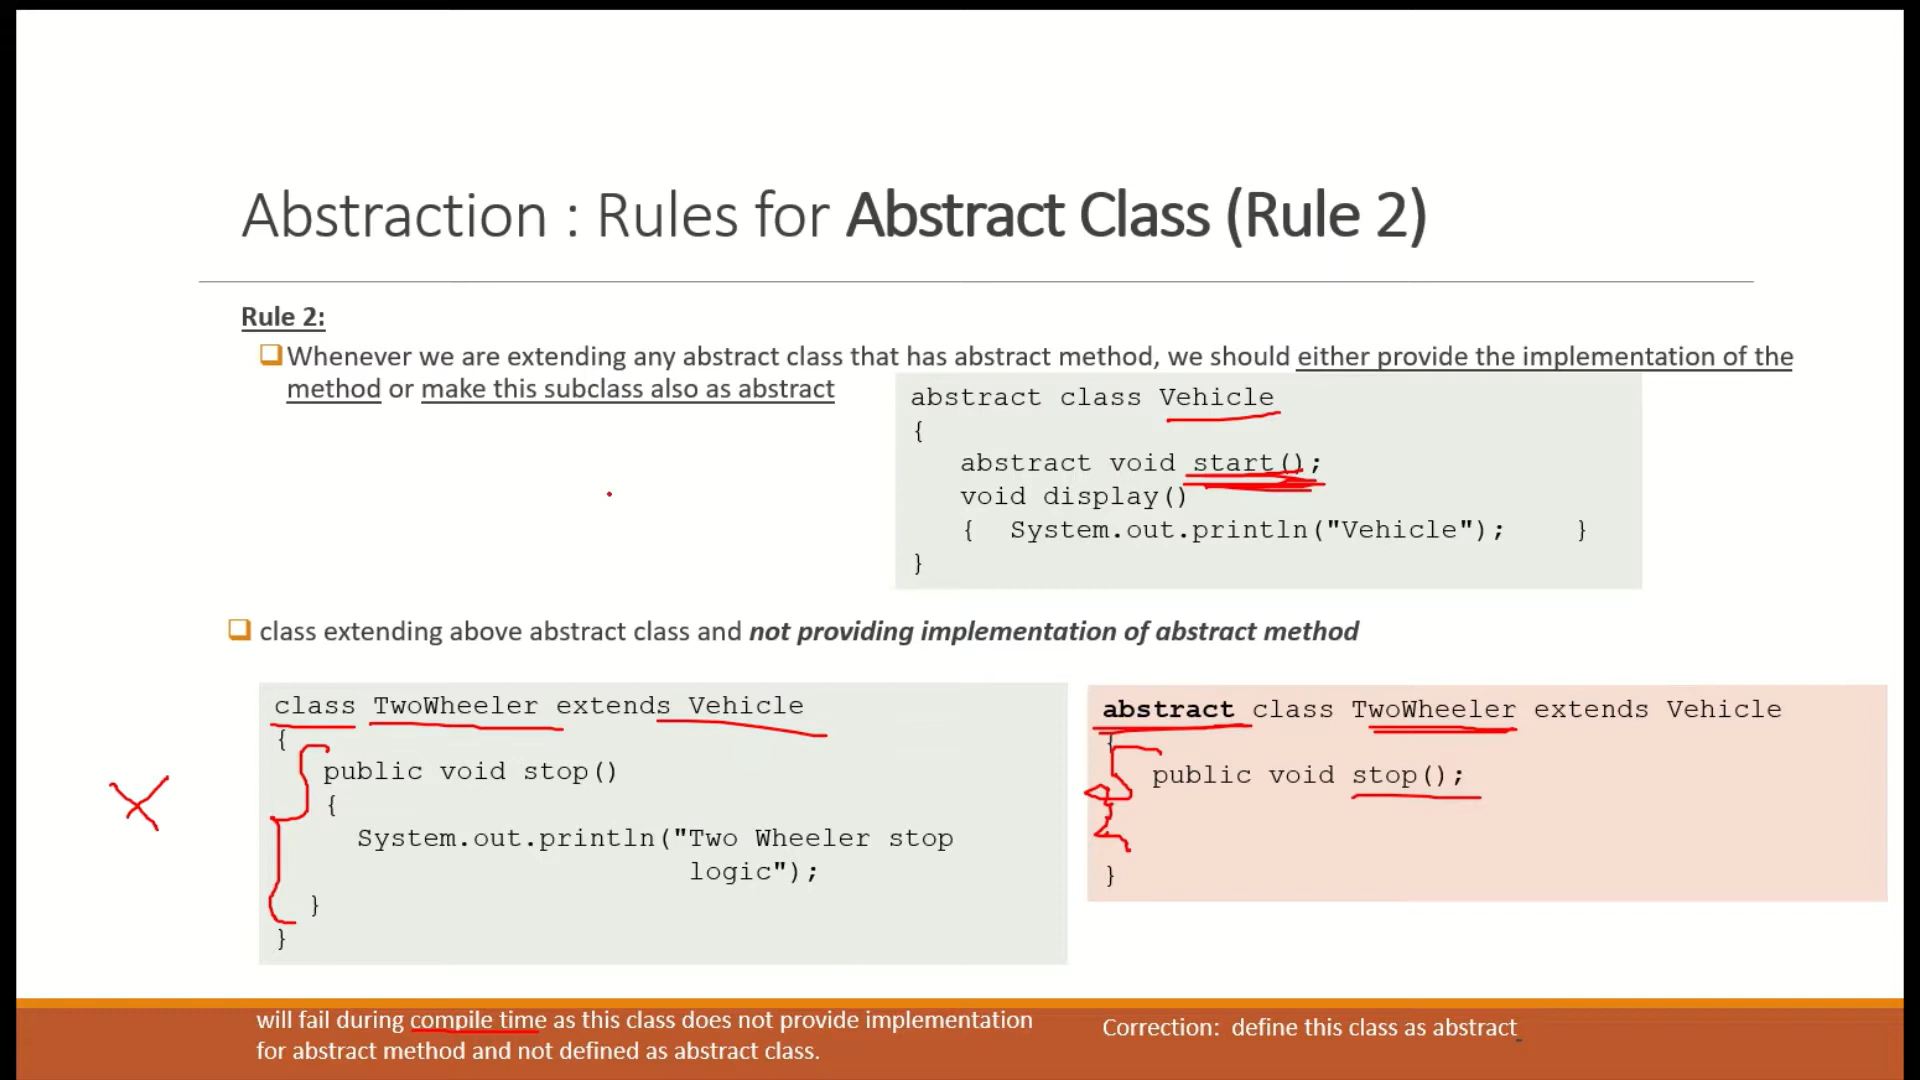 Abstraction : Rules for Abstract Class (Rule 2)
Rule 2:
Whenever we are extending any abstract class that has abstract method, we should either provide the implementation of the
method or make this subclass also as abstract
abstract class Vehicle
{
abstract void start();
void display()
{ System.out.println("Vehicle"); }
}
class extending above abstract class and not providing implementation of abstract method
class TwoWheeler extends Vehicle
{
public void stop()
{
System.out.println("Two Wheeler stop
logic");
}
}
abstract class TwoWheeler extends Vehicle
{
public void stop();
}
will fail during compile time as this class does not provide implementation
for abstract method and not defined as abstract class.
Correction: define this class as abstract